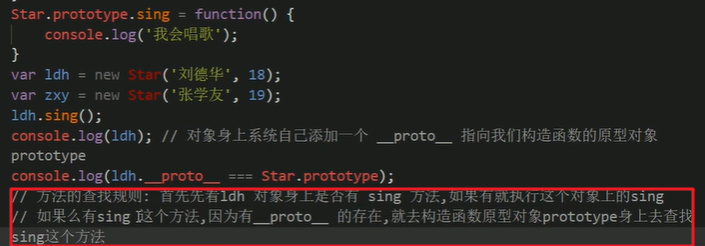 Star.prototype.sing = function() {
console.log('我会唱歌');
}
var ldh = new Star('刘德华', 18);
var zxy = new Star('张学友', 19);
ldh.sing();
console.log(ldh); // 对象身上系统自己添加一个 __proto__ 指向我们构造函数的原型对象
prototype
console.log(ldh.__proto__ === Star.prototype);
// 方法的查找规则: 首先先看ldh 对象身上是否有 sing 方法,如果有就执行这个对象上的sing
// 如果么有sing 这个方法,因为有__proto__ 的存在,就去构造函数原型对象prototype身上去查找
sing这个方法